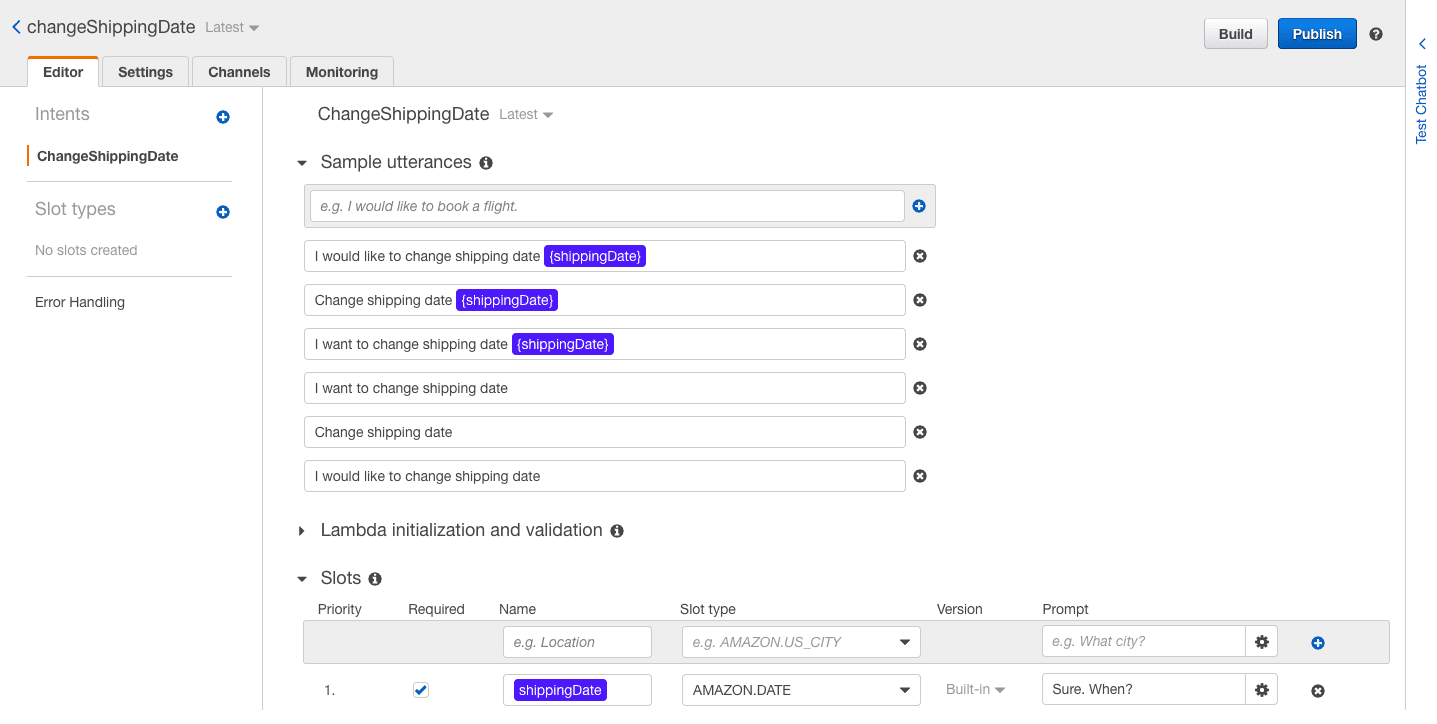 changeShippingDate Latest
Build Publish
Editor Settings Channels Monitoring
Test Chatbot
Intents
ChangeShippingDate
Slot types
No slots created
Error Handling
ChangeShippingDate Latest
Sample utterances
e.g. I would like to book a flight.
I would like to change shipping date {shippingDate}
Change shipping date {shippingDate}
I want to change shipping date {shippingDate}
I want to change shipping date
Change shipping date
I would like to change shipping date
Lambda initialization and validation
Slots
Priority Required Name Slot type Version Prompt
e.g. Location e.g. AMAZON.US_CITY e.g. What city?
1. shippingDate AMAZON.DATE Built-in Sure. When?